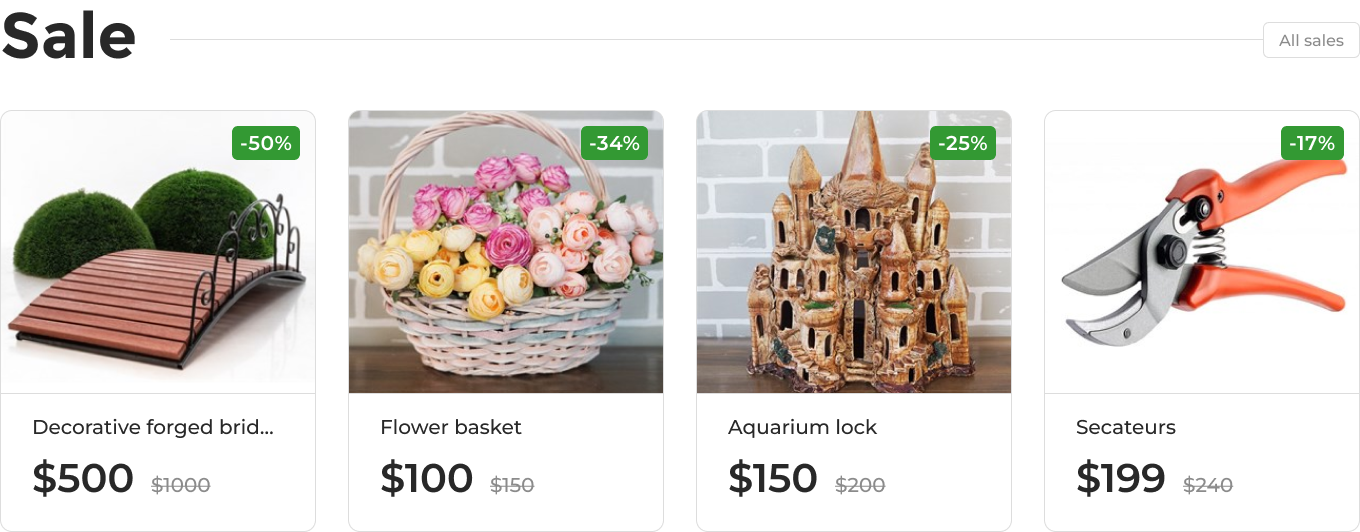 Sale
All sales
-50%
-34%
-25%
-17%
Decorative forged brid...
Flower basket
Aquarium lock
Secateurs
$500 $1000
$100 $150
$150 $200
$199 $240